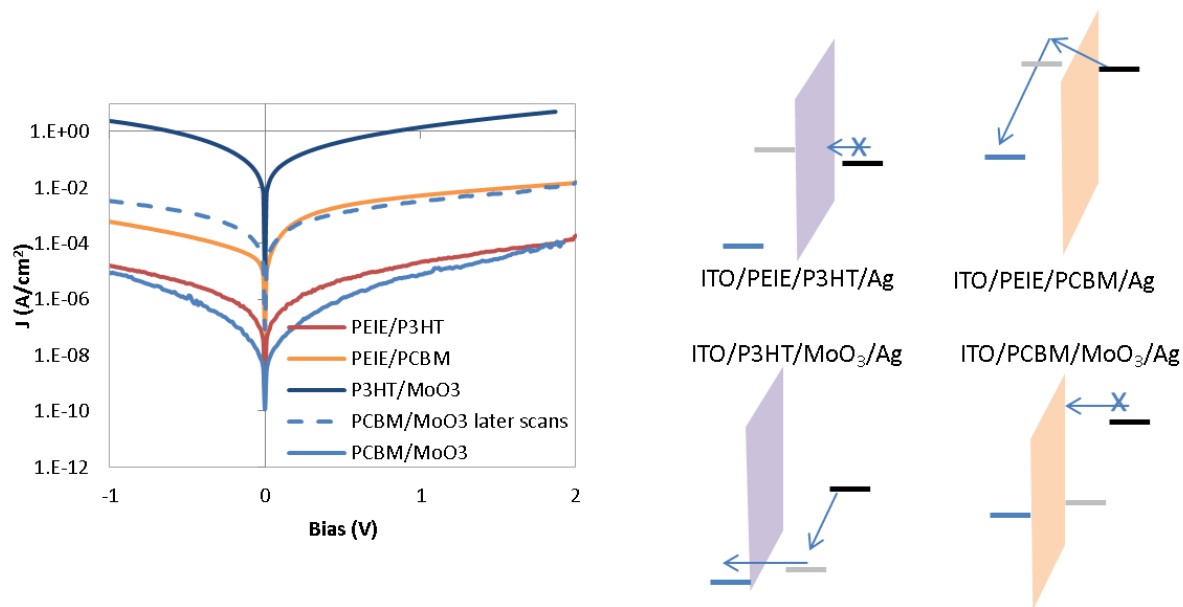 1.E+00
1.E-02
1.E-04
1.E-06
1.E-08
1.E-10
1.E-12
J (A/cm²)
-1 0 1 2
Bias (V)
PEIE/P3HT
PEIE/PCBM
P3HT/MoO3
PCBM/MoO3 later scans
PCBM/MoO3
ITO/PEIE/P3HT/Ag
ITO/PEIE/PCBM/Ag
ITO/P3HT/MoO₃/Ag
ITO/PCBM/MoO₃/Ag